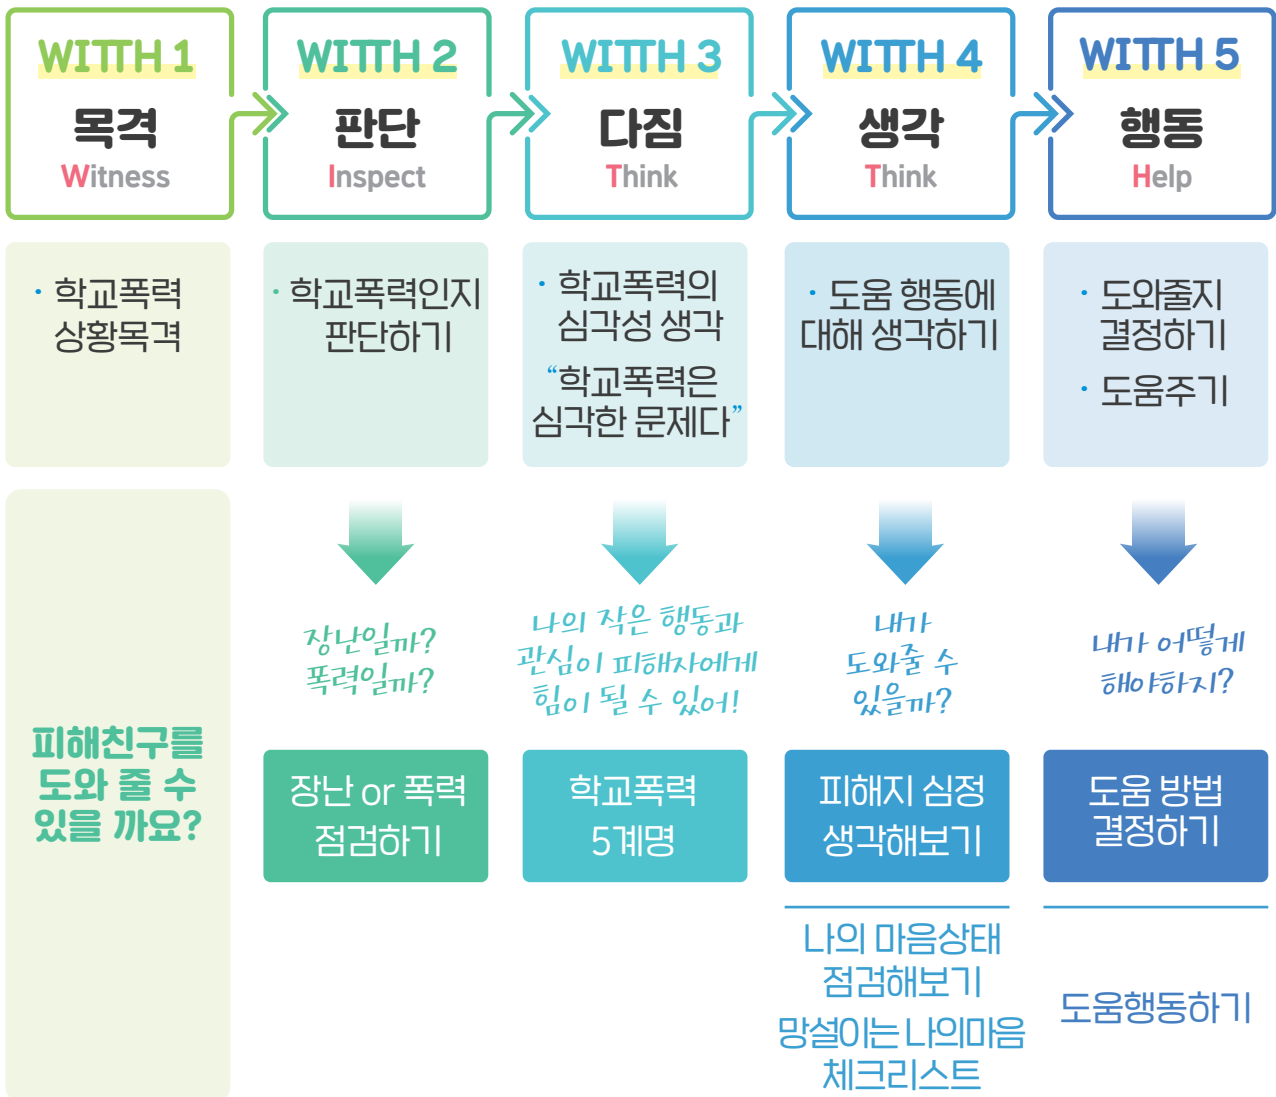 WITTH 1
목격
Witness
WITTH 2
판단
Inspect
WITTH 3
다짐
Think
WITTH 4
생각
Think
WITTH 5
행동
Help
· 학교폭력
상황목격
· 학교폭력인지
판단하기
· 학교폭력의
심각성 생각
“학교폭력은
심각한 문제다”
· 도움 행동에
대해 생각하기
· 도와줄지
결정하기
· 도움주기
피해친구를
도와 줄 수
있을 까요?
장난일까?
폭력일까?
장난 or 폭력
점검하기
나의 작은 행동과
관심이 피해자에게
힘이 될 수 있어!
학교폭력
5계명
내가
도와줄 수
있을까?
피해지 심정
생각해보기
나의 마음상태
점검해보기
망설이는 나의마음
체크리스트
내가 어떻게
해야하지?
도움 방법
결정하기
도움행동하기